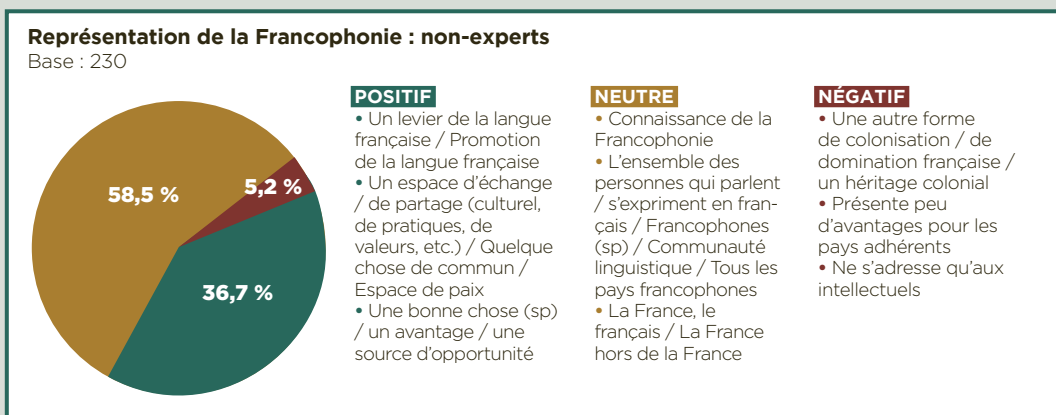 Représentation de la Francophonie : non-experts
Base : 230
58,5 %
5,2 %
36,7 %
POSITIF
• Un levier de la langue
française / Promotion
de la langue française
• Un espace d’échange
/ de partage (culturel,
de pratiques, de
valeurs, etc.) / Quelque
chose de commun /
Espace de paix
• Une bonne chose (sp)
/ un avantage / une
source d’opportunité
NEUTRE
• Connaissance de la
Francophonie
• L’ensemble des
personnes qui parlent
/ s’expriment en fran-
çais / Francophones
(sp) / Communauté
linguistique / Tous les
pays francophones
• La France, le
français / La France
hors de la France
NÉGATIF
• Une autre forme
de colonisation / de
domination française /
un héritage colonial
• Présente peu
d’avantages pour les
pays adhérents
• Ne s’adresse qu’aux
intellectuels